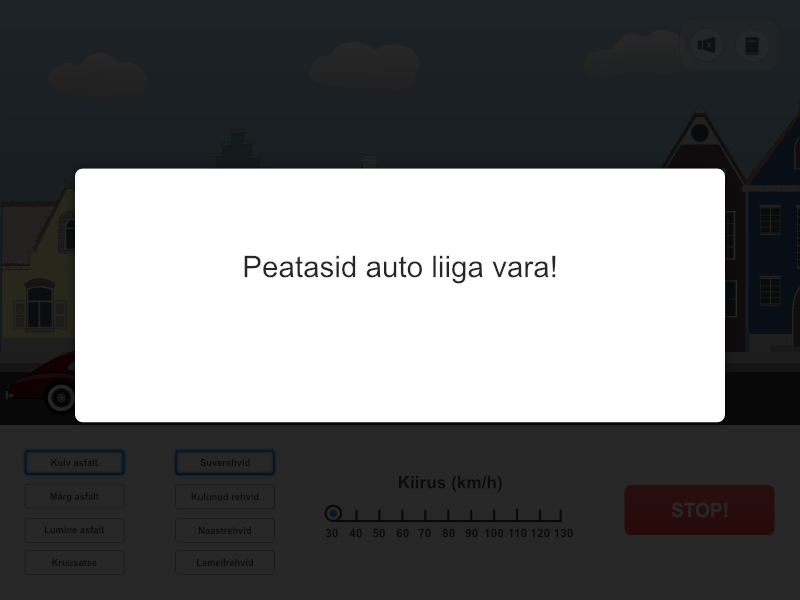 Peatasid auto liiga vara!
Kuiv asfalt
Suverehvid
Märg asfalt
Kulunud rehvid
Lumine asfalt
Naastrehvid
Kruusatee
Lamellrehvid
Kiirus (km/h)
30 40 50 60 70 80 90 100 110 120 130
STOP!